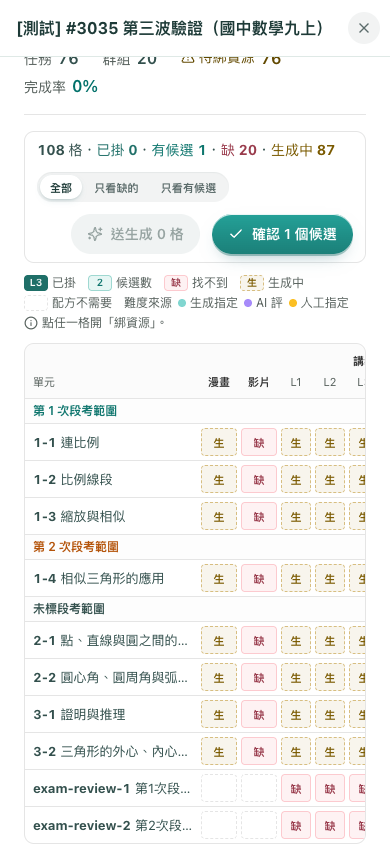 [測試] #3035 第三波驗證（國中數學九上）
任務 76 群組 20 待綁資源 76
完成率 0%
108 格・已掛 0・有候選 1・缺 20・生成中 87
全部 只看缺的 只看有候選
送生成 0 格 確認 1 個候選
L3 已掛 2 候選數 缺 找不到 生 生成中
配方不需要 難度來源 生成指定 AI 評 人工指定
點任一格開「綁資源」。
講
單元 漫畫 影片 L1 L2 L
第 1 次段考範圍
1-1 連比例 生 缺 生 生 生
1-2 比例線段 生 缺 生 生 生
1-3 縮放與相似 生 缺 生 生 生
第 2 次段考範圍
1-4 相似三角形的應用 生 缺 生 生 生
未標段考範圍
2-1 點、直線與圓之間的... 生 缺 生 生 生
2-2 圓心角、圓周角與弧... 生 缺 生 生 生
3-1 證明與推理 生 缺 生 生 生
3-2 三角形的外心、內心... 生 缺 生 生 生
exam-review-1 第1次段... 缺 缺 缺
exam-review-2 第2次段... 缺 缺 缺